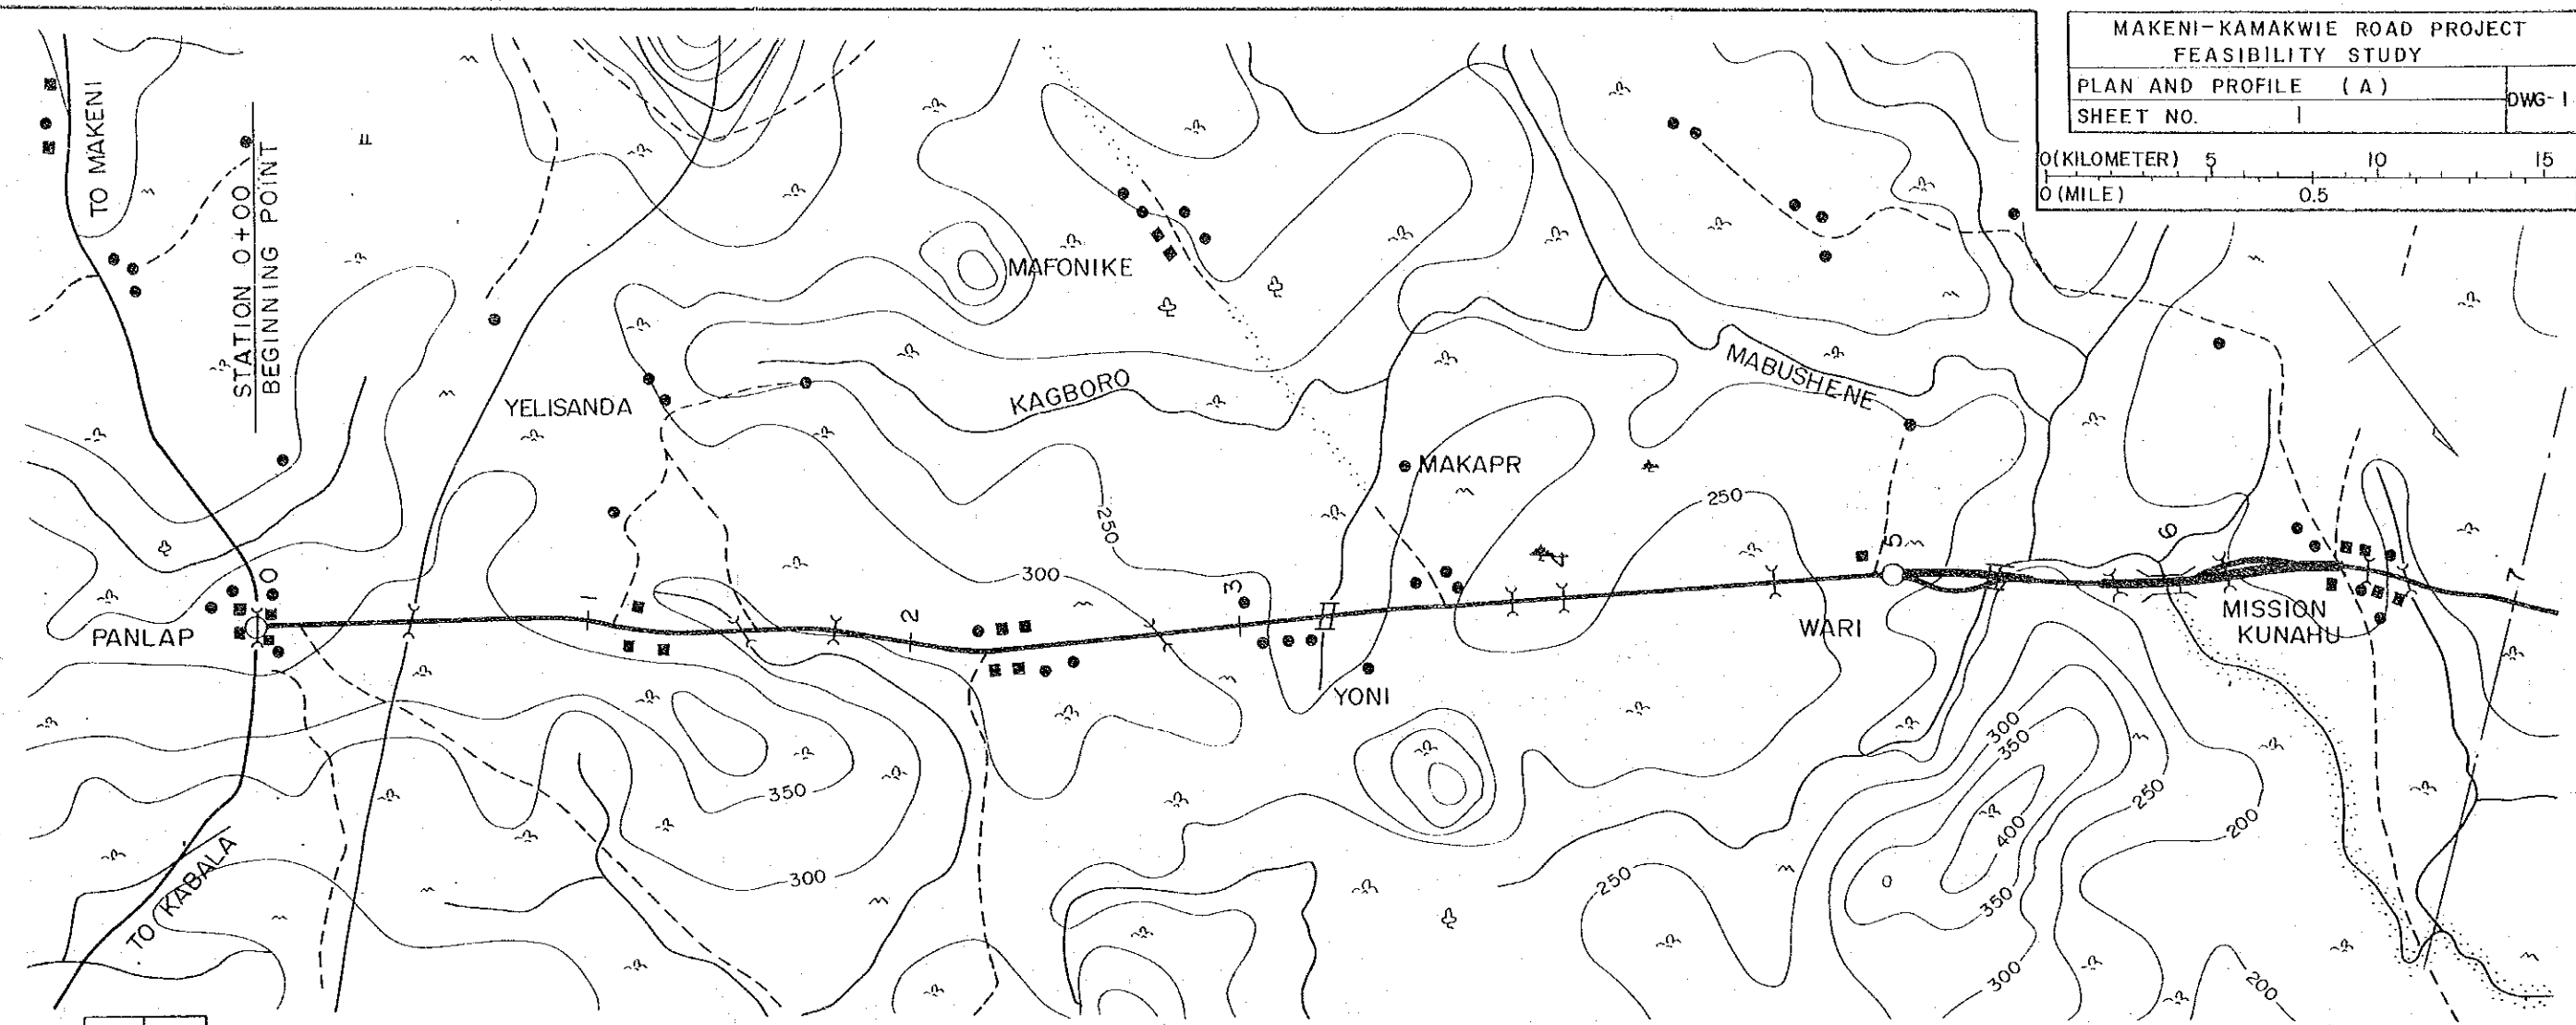 MAKENI-KAMAKWIE ROAD PROJECT
FEASIBILITY STUDY
PLAN AND PROFILE (A)
DWG-1
SHEET NO. 1
0(KILOMETER) 5 10 15
0(MILE) 0.5
TO MAKENI
STATION 0+00
BEGINNING POINT
MAFONIKE
YELISANDA
KAGBORO
MABUSHENE
MAKAPR
250
250
300
0
1
2
3
4
5
6
7
PANLAP
YONI
WARI
MISSION
KUNAHU
350
300
300
350
400
350
300
250
250
200
200
TO KABALA